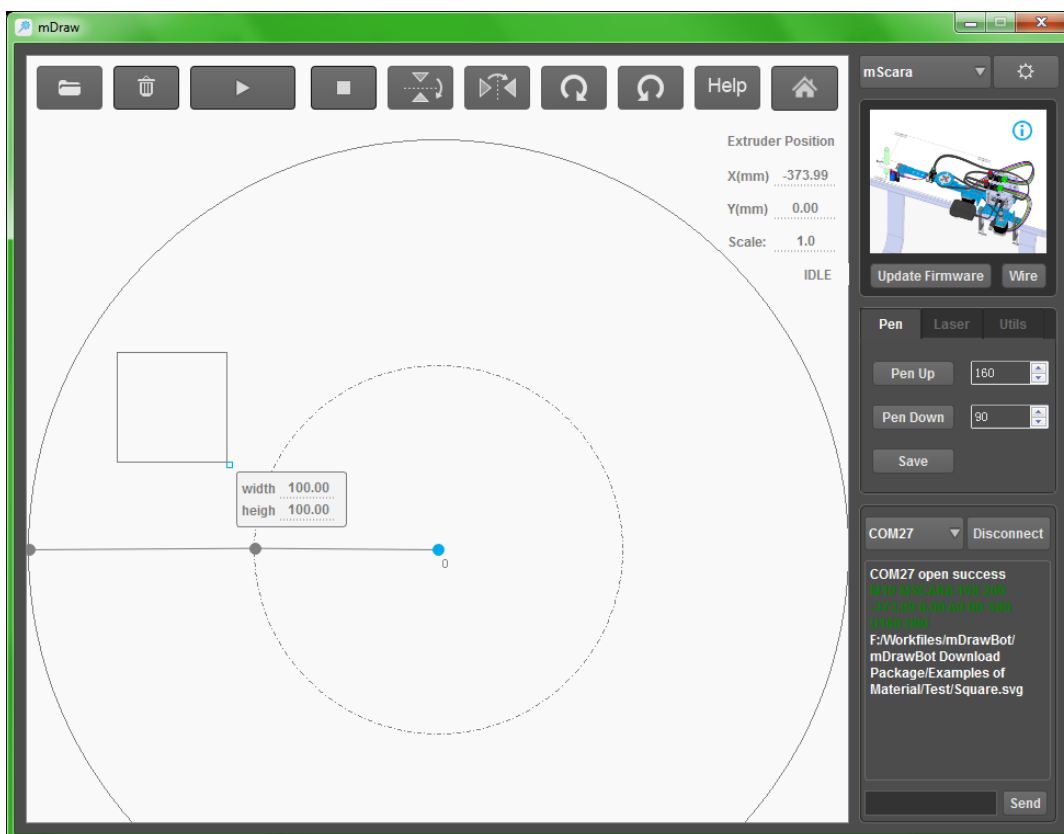 mDraw
Help
mScara
Extruder Position
X(mm) -373.99
Y(mm) 0.00
Scale: 1.0
IDLE
Update Firmware Wire
Pen Laser Utils
Pen Up 160
Pen Down 90
Save
width 100.00
heigh 100.00
0
COM27 Disconnect
COM27 open success
F:/Workfiles/mDrawBot/
mDrawBot Download
Package/Examples of
Material/Test/Square.svg
Send